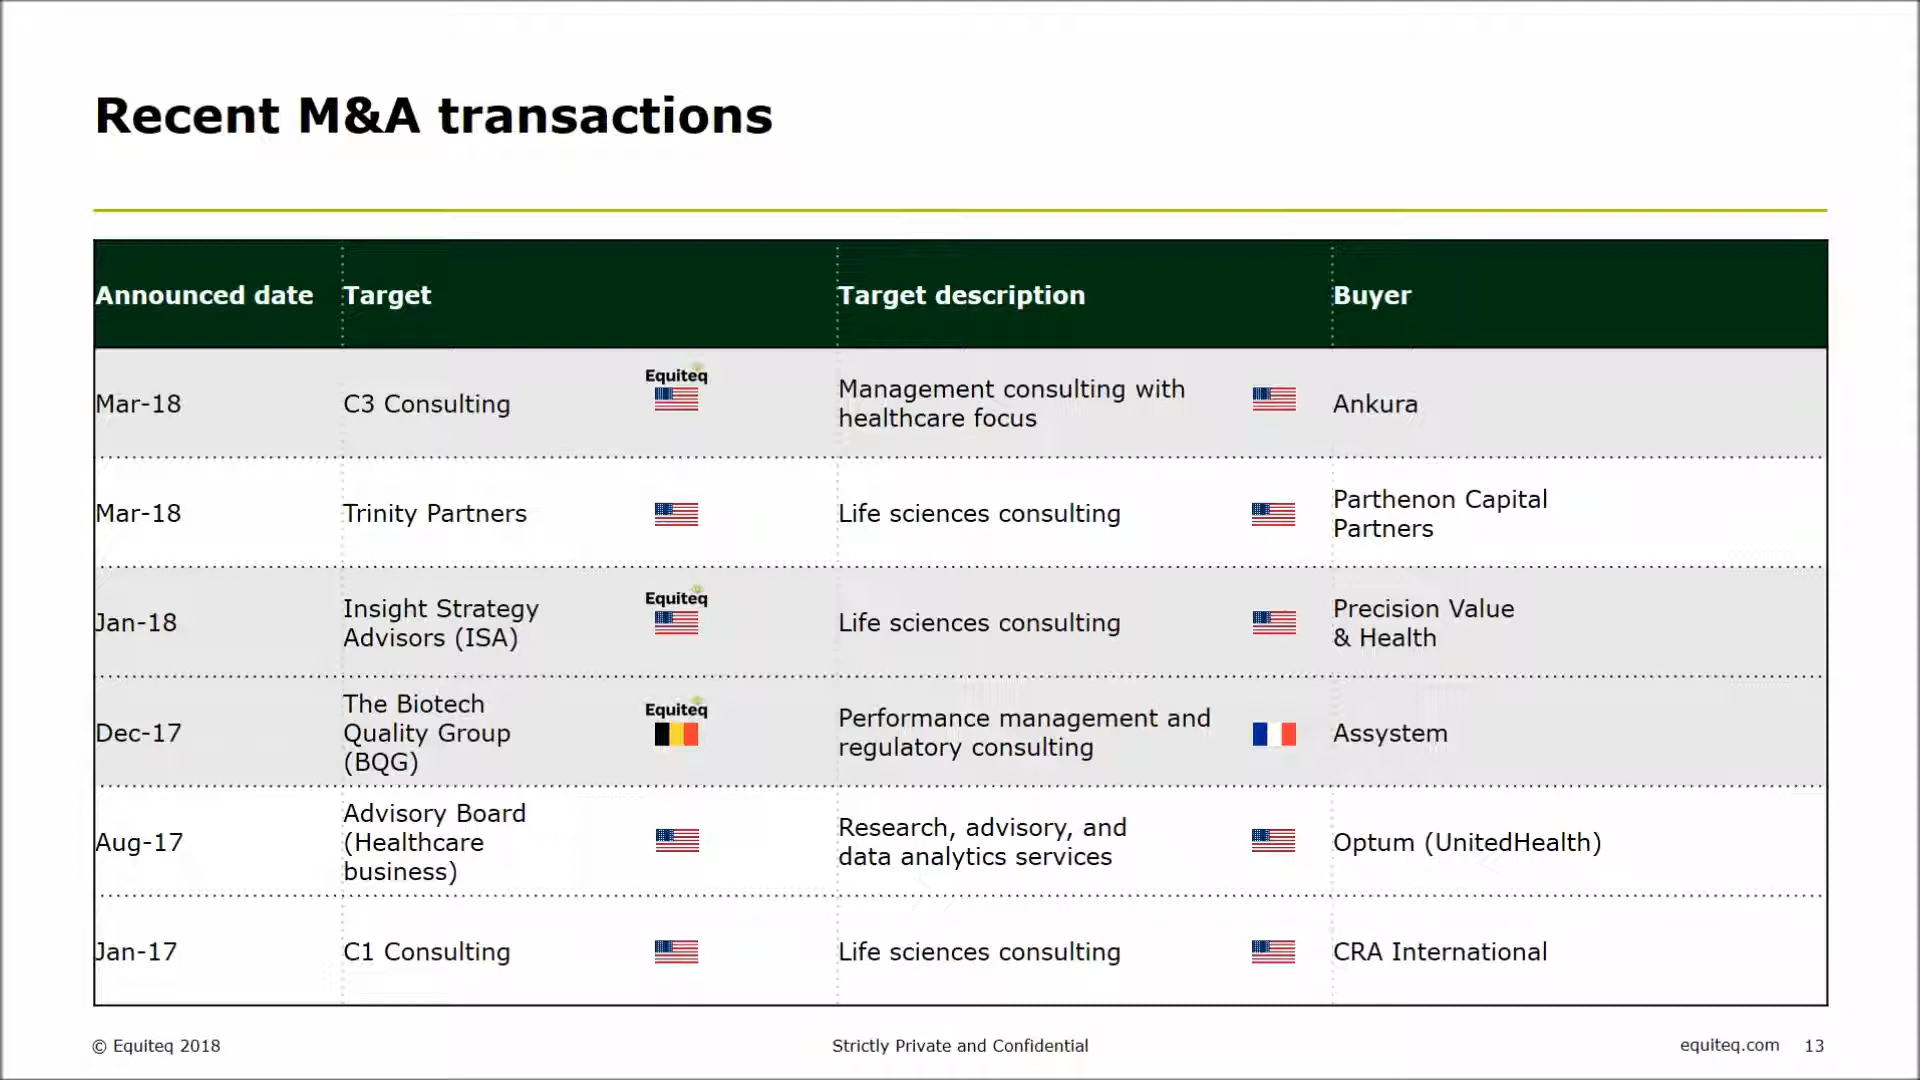 Recent M&A transactions
Announced date
Target
Target description
Buyer
Mar-18
C3 Consulting
Equiteq
Management consulting with
healthcare focus
Ankura
Mar-18
Trinity Partners
Life sciences consulting
Parthenon Capital
Partners
Jan-18
Insight Strategy
Advisors (ISA)
Equiteq
Life sciences consulting
Precision Value
& Health
Dec-17
The Biotech
Quality Group
(BQG)
Equiteq
Performance management and
regulatory consulting
Assystem
Aug-17
Advisory Board
(Healthcare
business)
Research, advisory, and
data analytics services
Optum (UnitedHealth)
Jan-17
C1 Consulting
Life sciences consulting
CRA International
© Equiteq 2018
Strictly Private and Confidential
equiteq.com
13